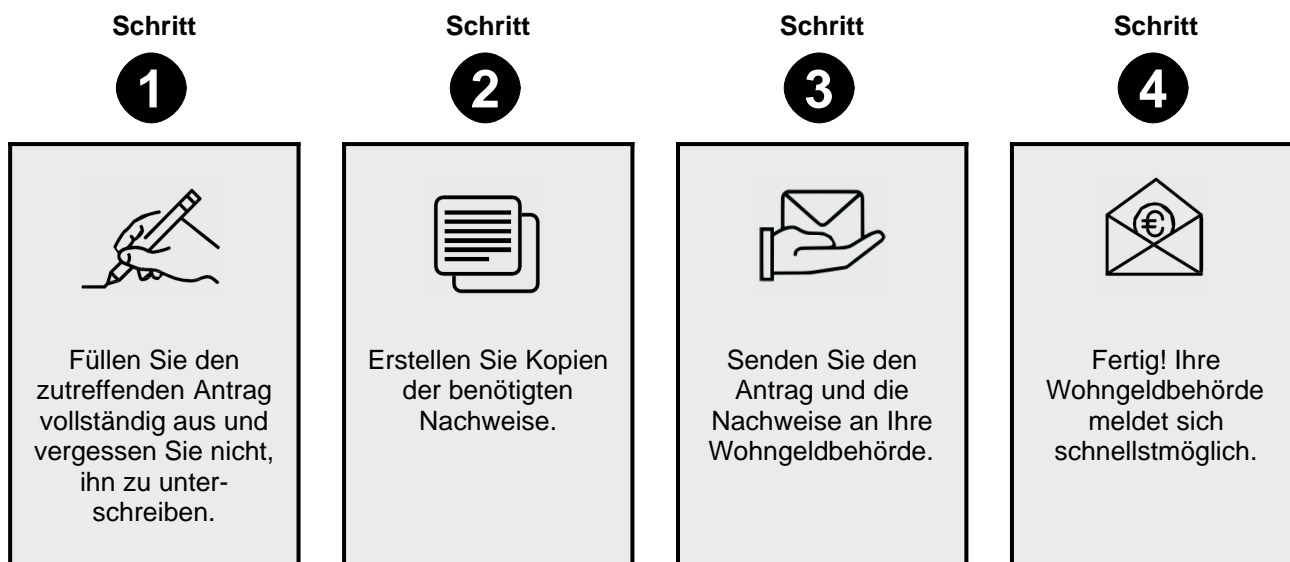 Schritt
1
Füllen Sie den
zutreffenden Antrag
vollständig aus und
vergessen Sie nicht,
ihn zu unter-
schreiben.
Schritt
2
Erstellen Sie Kopien
der benötigten
Nachweise.
Schritt
3
Senden Sie den
Antrag und die
Nachweise an Ihre
Wohngeldbehörde.
Schritt
4
€
Fertig! Ihre
Wohngeldbehörde
meldet sich
schnellstmöglich.